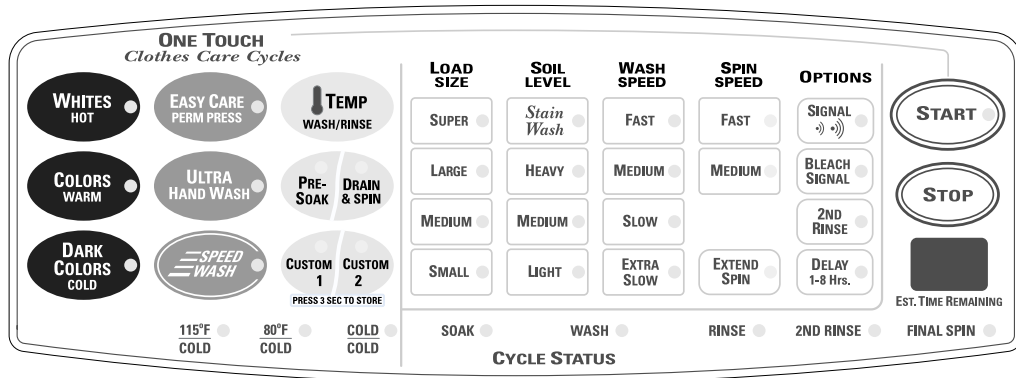 ONE TOUCH
Clothes Care Cycles
WHITES
HOT
EASY CARE
PERM PRESS
TEMP
WASH/RINSE
COLORS
WARM
ULTRA
HAND WASH
PRE-
SOAK
DRAIN
& SPIN
DARK
COLORS
COLD
SPEED
WASH
CUSTOM
1
CUSTOM
2
PRESS 3 SEC TO STORE
115°F
COLD
80°F
COLD
COLD
COLD
LOAD
SIZE
SUPER
LARGE
MEDIUM
SMALL
SOIL
LEVEL
Stain
Wash
HEAVY
MEDIUM
LIGHT
WASH
SPEED
FAST
MEDIUM
SLOW
EXTRA
SLOW
SPIN
SPEED
FAST
MEDIUM
EXTEND
SPIN
OPTIONS
SIGNAL
BLEACH
SIGNAL
2ND
RINSE
DELAY
1-8 Hrs.
START
STOP
EST. TIME REMAINING
SOAK
WASH
RINSE
2ND RINSE
FINAL SPIN
CYCLE STATUS